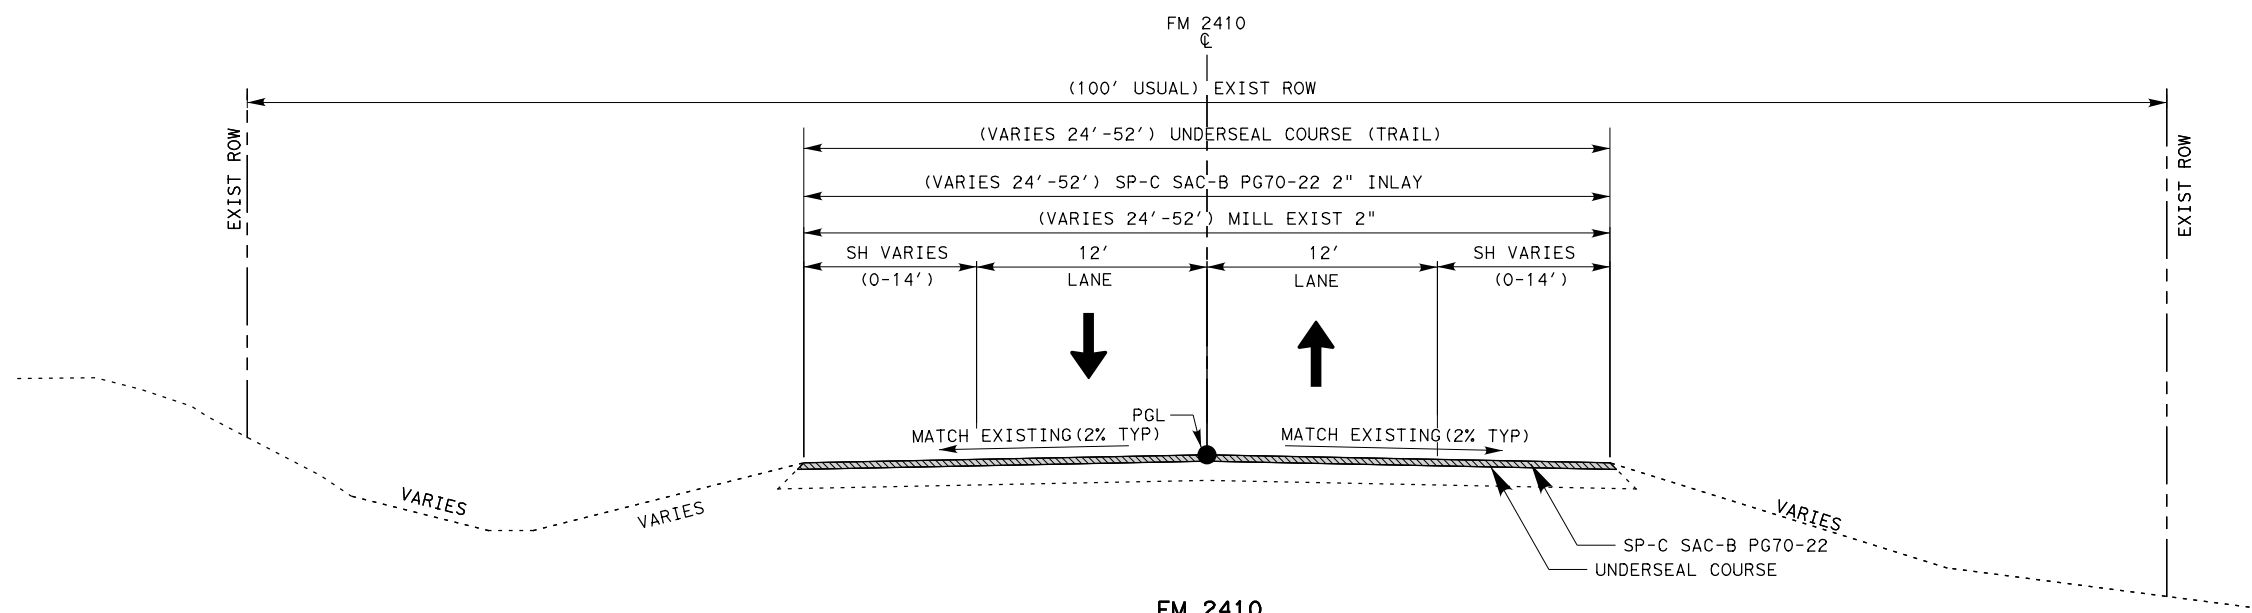 FM 2410
℄
(100' USUAL) EXIST ROW
EXIST ROW
EXIST ROW
(VARIES 24'-52') UNDERSEAL COURSE (TRAIL)
(VARIES 24'-52') SP-C SAC-B PG70-22 2" INLAY
(VARIES 24'-52') MILL EXIST 2"
SH VARIES
(0-14')
12'
LANE
12'
LANE
SH VARIES
(0-14')
PGL
MATCH EXISTING(2% TYP)
MATCH EXISTING(2% TYP)
VARIES
VARIES
VARIES
SP-C SAC-B PG70-22
UNDERSEAL COURSE
FM 2410